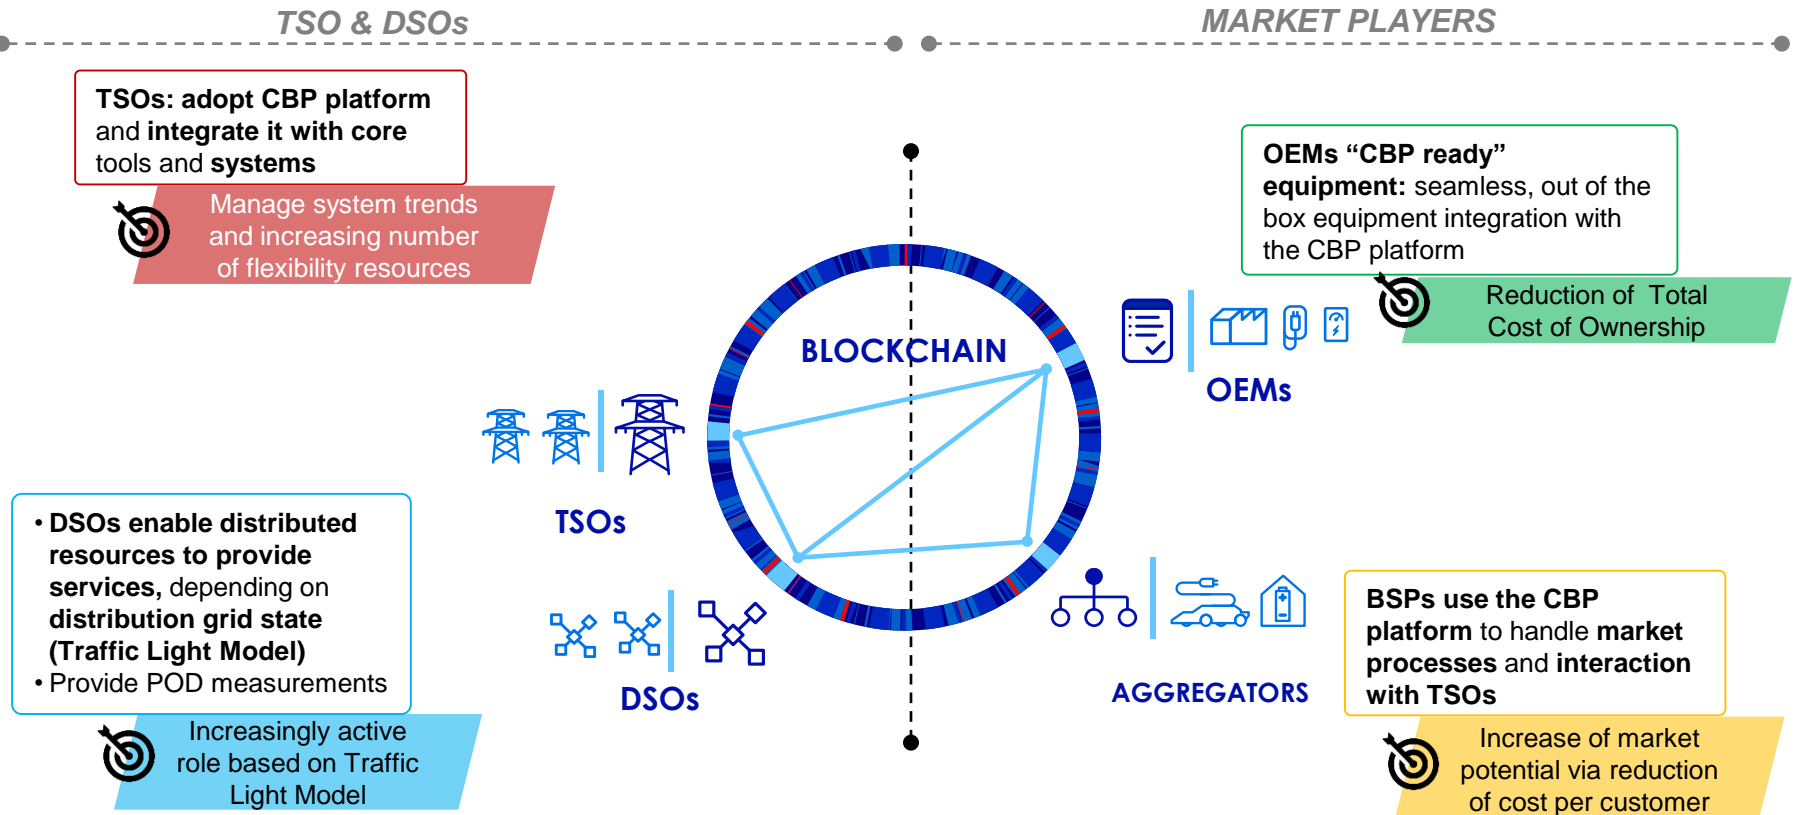 TSO & DSOs
MARKET PLAYERS
TSOs: adopt CBP platform
and integrate it with core
tools and systems
Manage system trends
and increasing number
of flexibility resources
OEMs “CBP ready”
equipment: seamless, out of the
box equipment integration with
the CBP platform
Reduction of Total
Cost of Ownership
BLOCKCHAIN
OEMs
TSOs
• DSOs enable distributed
resources to provide
services, depending on
distribution grid state
(Traffic Light Model)
• Provide POD measurements
Increasingly active
role based on Traffic
Light Model
DSOs
AGGREGATORS
BSPs use the CBP
platform to handle market
processes and interaction
with TSOs
Increase of market
potential via reduction
of cost per customer